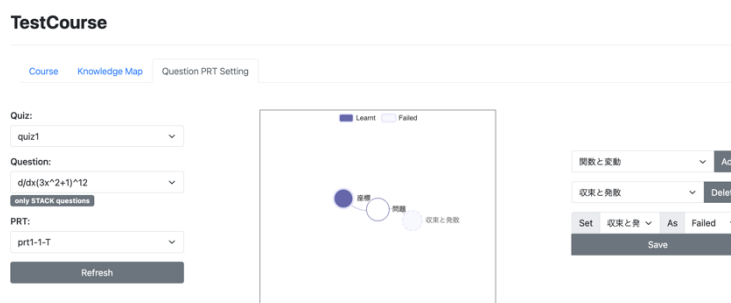 TestCourse
Course Knowledge Map Question PRT Setting
Quiz:
quiz1
Question:
d/dx(3x^2+1)^12
only STACK questions
PRT:
prt1-1-T
Refresh
Learnt Failed
座標
問題
収束と発散
関数と変動
収束と発散
Set 収束と発 As Failed
Save